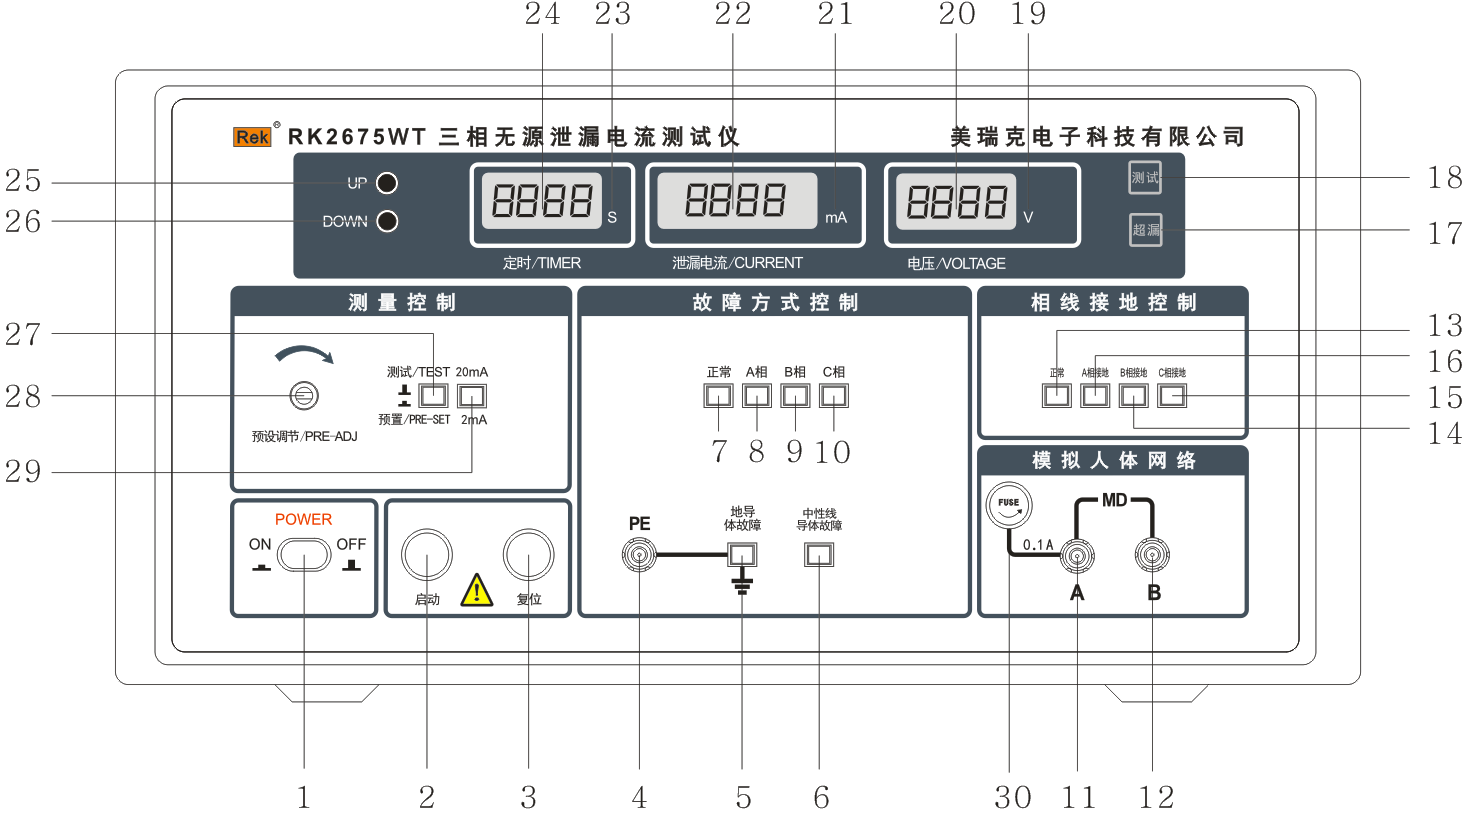 24 23 22 21 20 19
Rek® RK2675WT 三相无源泄漏电流测试仪 美瑞克电子科技有限公司
25 UP 8888 S 8888 mA 8888 V 测试 18
26 DOWN 超漏 17
定时/TIMER 泄漏电流/CURRENT 电压/VOLTAGE
测量控制 故障方式控制 相线接地控制
27 13
16
测试/TEST 20mA 正常 A相 B相 C相 正常 A相接地 B相接地 C相接地
28 15
预置/PRE-SET 2mA
预设调节/PRE-ADJ 14
7 8 9 10
29 模拟人体网络
POWER PE 地导体故障 中性线导体故障 FUSE MD
ON OFF 0.1A
启动 ! 复位 A B
1 2 3 4 5 6 30 11 12